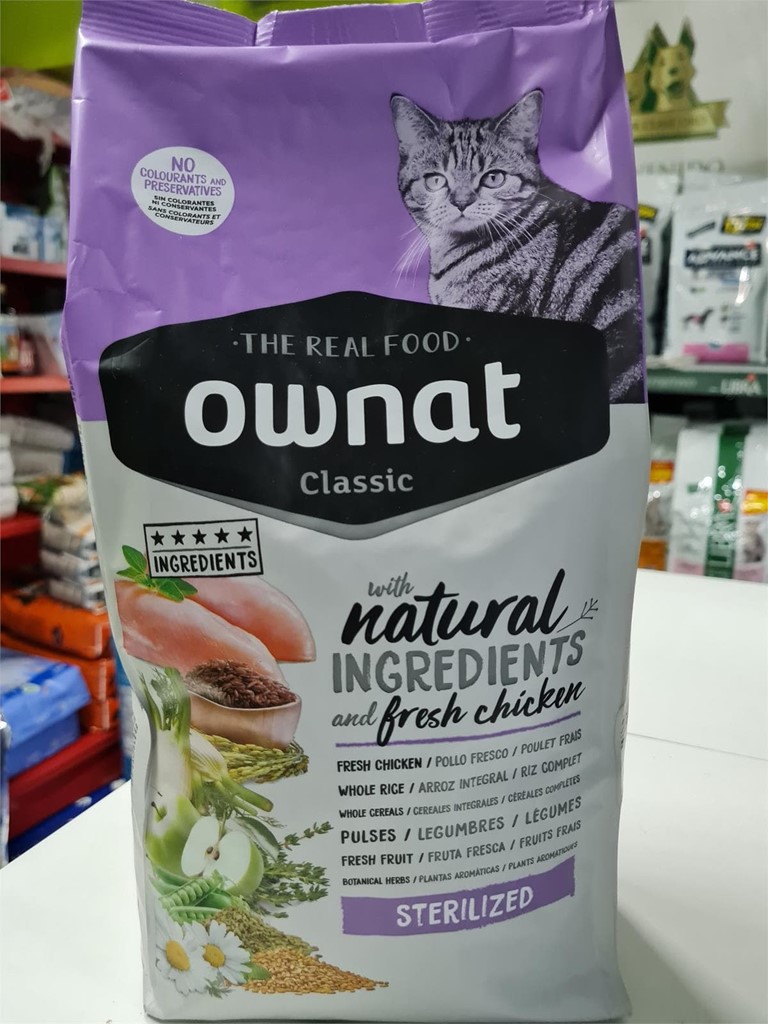 NO
COLOURANTS AND
PRESERVATIVES
SIN COLORANTES
NI CONSERVANTES
SANS COLORANTS ET
CONSERVATEURS
·THE REAL FOOD·
ownat
Classic
★★★★★
INGREDIENTS
with
natural
INGREDIENTS
and fresh chicken
FRESH CHICKEN / POLLO FRESCO / POULET FRAIS
WHOLE RICE / ARROZ INTEGRAL / RIZ COMPLET
WHOLE CEREALS / CEREALES INTEGRALES / CÉRÉALES COMPLÈTES
PULSES / LEGUMBRES / LÉGUMES
FRESH FRUIT / FRUTA FRESCA / FRUITS FRAIS
BOTANICAL HERBS / PLANTAS AROMÁTICAS / PLANTS AROMATIQUES
STERILIZED
ADVANCE
LIBRA